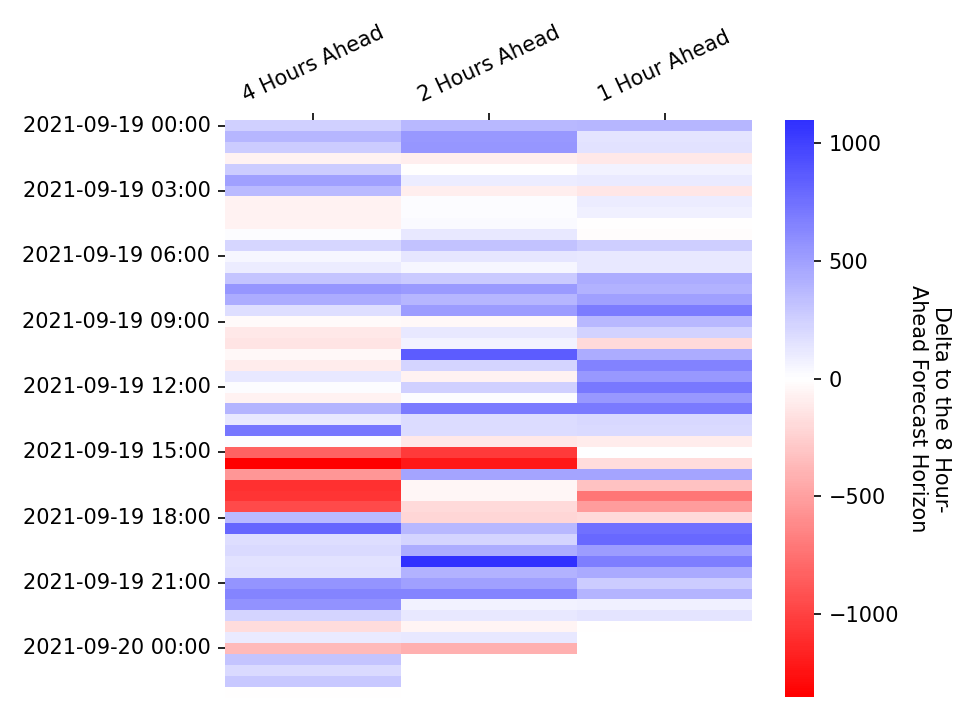 4 Hours Ahead
2 Hours Ahead
1 Hour Ahead
2021-09-19 00:00
2021-09-19 03:00
2021-09-19 06:00
2021-09-19 09:00
2021-09-19 12:00
2021-09-19 15:00
2021-09-19 18:00
2021-09-19 21:00
2021-09-20 00:00
1000
500
0
−500
−1000
Delta to the 8 Hour-
Ahead Forecast Horizon